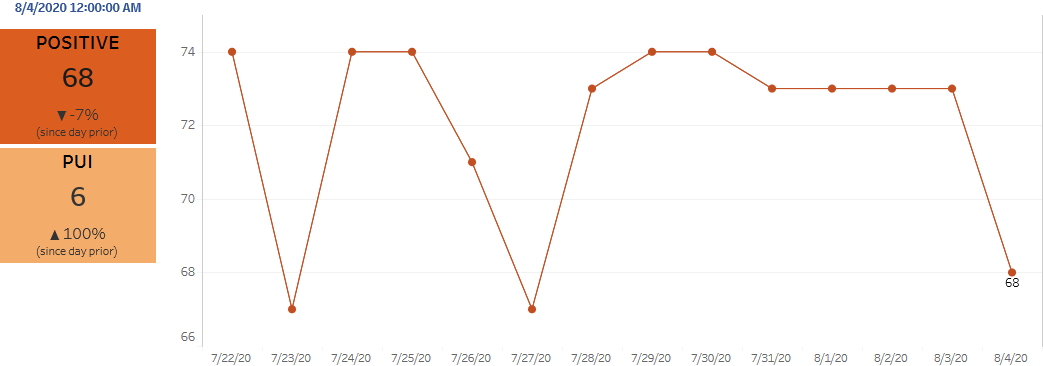 8/4/2020 12:00:00 AM
POSITIVE
68
▼ -7%
(since day prior)
PUI
6
▲ 100%
(since day prior)
74
72
70
68
66
68
7/22/20 7/23/20 7/24/20 7/25/20 7/26/20 7/27/20 7/28/20 7/29/20 7/30/20 7/31/20 8/1/20 8/2/20 8/3/20 8/4/20